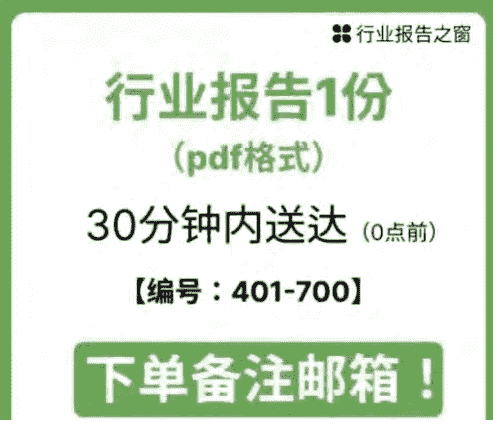 行业报告之窗
行业报告1份
（pdf格式）
30分钟内送达（0点前）
【编号：401-700】
下单备注邮箱！